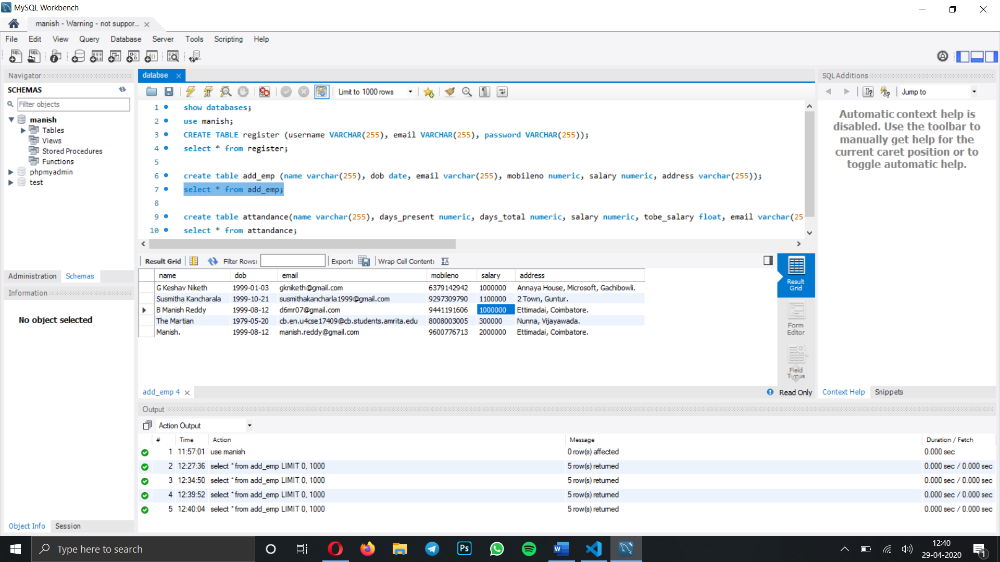 MySQL Workbench
manish - Warning - not suppor...
File Edit View Query Database Server Tools Scripting Help
Navigator
SCHEMAS
Filter objects
manish
Tables
Views
Stored Procedures
Functions
phpmyadmin
test
Administration Schemas
Information
No object selected
Object Info Session
databse
Limit to 1000 rows
1 show databases;
2 use manish;
3 CREATE TABLE register (username VARCHAR(255), email VARCHAR(255), password VARCHAR(255));
4 select * from register;
5
6 create table add_emp (name varchar(255), dob date, email varchar(255), mobileno numeric, salary numeric, address varchar(255));
7 select * from add_emp;
8
9 create table attandance(name varchar(255), days_present numeric, days_total numeric, salary numeric, tobe_salary float, email varchar(25
10 select * from attandance;
Result Grid Filter Rows: Export: Wrap Cell Content:
name dob email mobileno salary address
G Keshav Niketh 1999-01-03 gkniketh@gmail.com 6379142942 1000000 Annaya House, Microsoft, Gachibowli.
Susmitha Kancharala 1999-10-21 susmithakancharla1999@gmail.com 9297309790 1100000 2 Town, Guntur.
B Manish Reddy 1999-08-12 d6mr07@gmail.com 9441191606 1000000 Ettimadai, Coimbatore.
The Martian 1979-05-20 cb.en.u4cse17409@cb.students.amrita.edu 8008003005 300000 Nunna, Vijayawada.
Manish. 1999-08-12 manish.reddy@gmail.com 9600776713 2000000 Ettimadai, Coimbatore.
Result
Grid
Form
Editor
Field
Types
add_emp 4
Read Only
SQLAdditions
Jump to
Automatic context help is
disabled. Use the toolbar to
manually get help for the
current caret position or to
toggle automatic help.
Context Help Snippets
Output
Action Output
# Time Action Message Duration / Fetch
1 11:57:01 use manish 0 row(s) affected 0.000 sec
2 12:27:36 select * from add_emp LIMIT 0, 1000 5 row(s) returned 0.000 sec / 0.000 sec
3 12:34:50 select * from add_emp LIMIT 0, 1000 5 row(s) returned 0.000 sec / 0.000 sec
4 12:39:52 select * from add_emp LIMIT 0, 1000 5 row(s) returned 0.000 sec / 0.000 sec
5 12:40:04 select * from add_emp LIMIT 0, 1000 5 row(s) returned 0.000 sec / 0.000 sec
Type here to search
Ps
W
12:40
29-04-2020
1